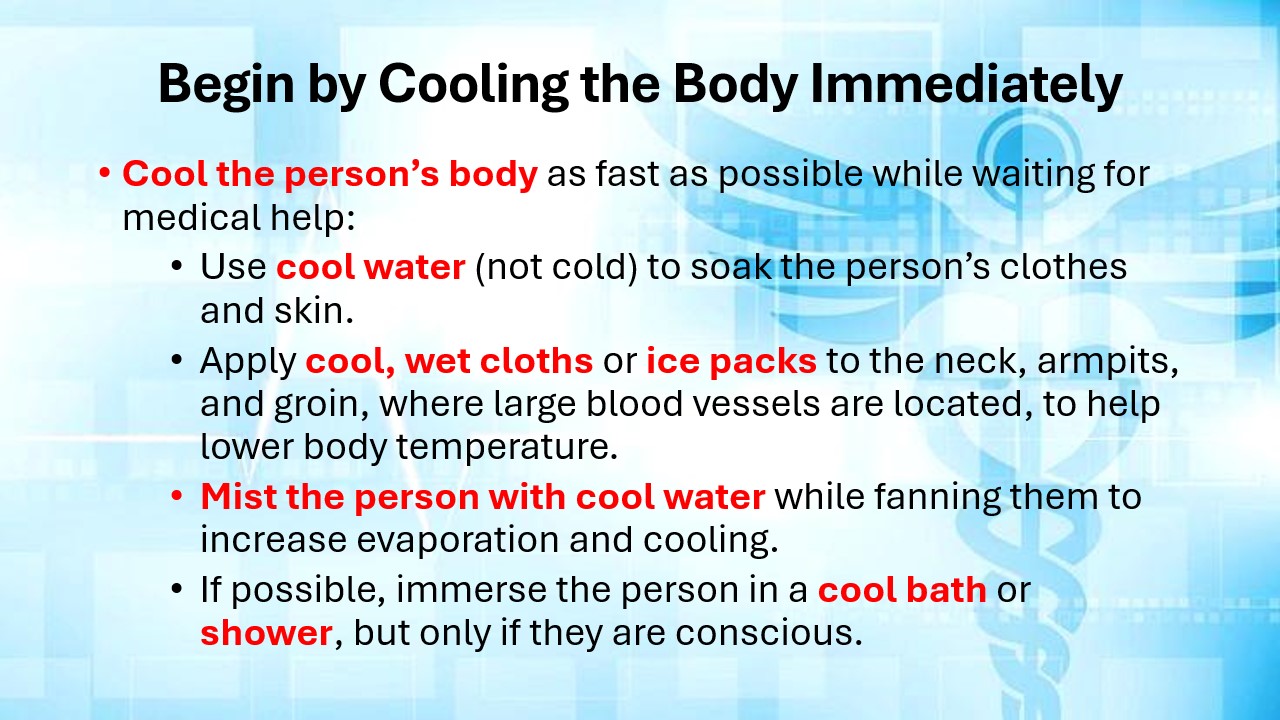 Begin by Cooling the Body Immediately
• Cool the person’s body as fast as possible while waiting for
medical help:
• Use cool water (not cold) to soak the person’s clothes
and skin.
• Apply cool, wet cloths or ice packs to the neck, armpits,
and groin, where large blood vessels are located, to help
lower body temperature.
• Mist the person with cool water while fanning them to
increase evaporation and cooling.
• If possible, immerse the person in a cool bath or
shower, but only if they are conscious.